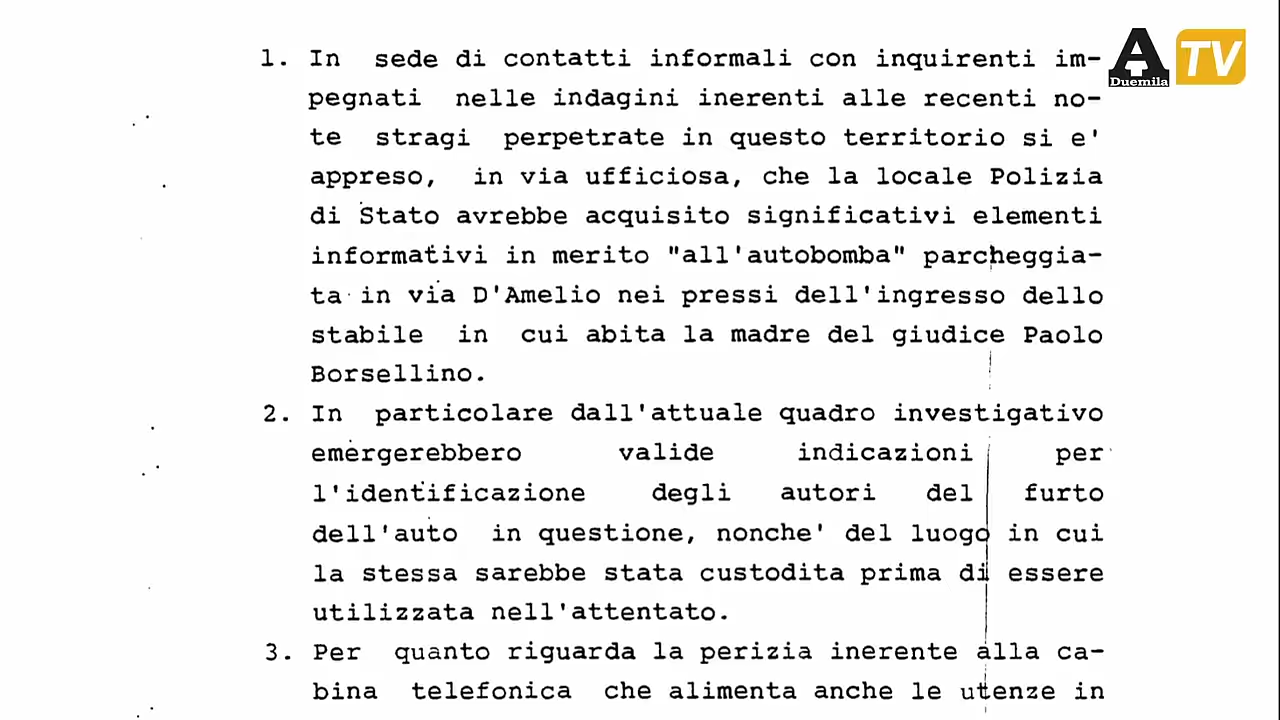 1. In sede di contatti informali con inquirenti im-
pegnati nelle indagini inerenti alle recenti no-
te stragi perpetrate in questo territorio si e'
appreso, in via ufficiosa, che la locale Polizia
di Stato avrebbe acquisito significativi elementi
informativi in merito "all'autobomba" parcheggia-
ta in via D'Amelio nei pressi dell'ingresso dello
stabile in cui abita la madre del giudice Paolo
Borsellino.
2. In particolare dall'attuale quadro investigativo
emergerebbero valide indicazioni per
l'identificazione degli autori del furto
dell'auto in questione, nonche' del luogo in cui
la stessa sarebbe stata custodita prima di essere
utilizzata nell'attentato.
3. Per quanto riguarda la perizia inerente alla ca-
bina telefonica che alimenta anche le utenze in
A TV
Duemila